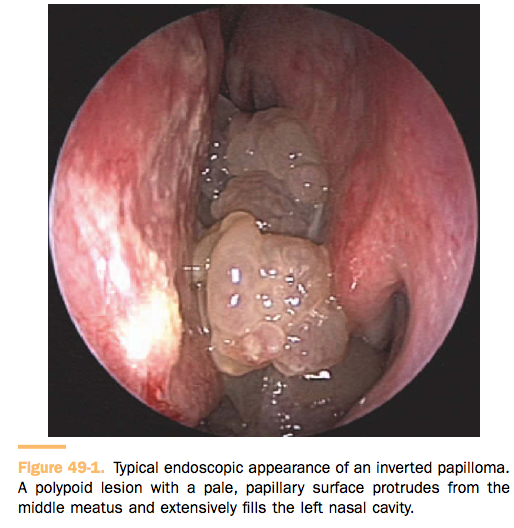 Figure 49-1. Typical endoscopic appearance of an inverted papilloma.
A polypoid lesion with a pale, papillary surface protrudes from the
middle meatus and extensively fills the left nasal cavity.